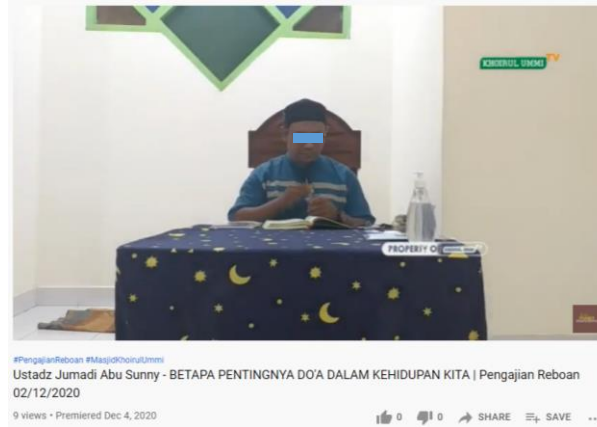 KHOIRUL UMMI TV
PROPERTY OF
#PengajianReboan #MasjidKhoirulUmmi
Ustadz Jumadi Abu Sunny - BETAPA PENTINGNYA DO'A DALAM KEHIDUPAN KITA | Pengajian Reboan
02/12/2020
9 views • Premiered Dec 4, 2020
0
0
SHARE
SAVE